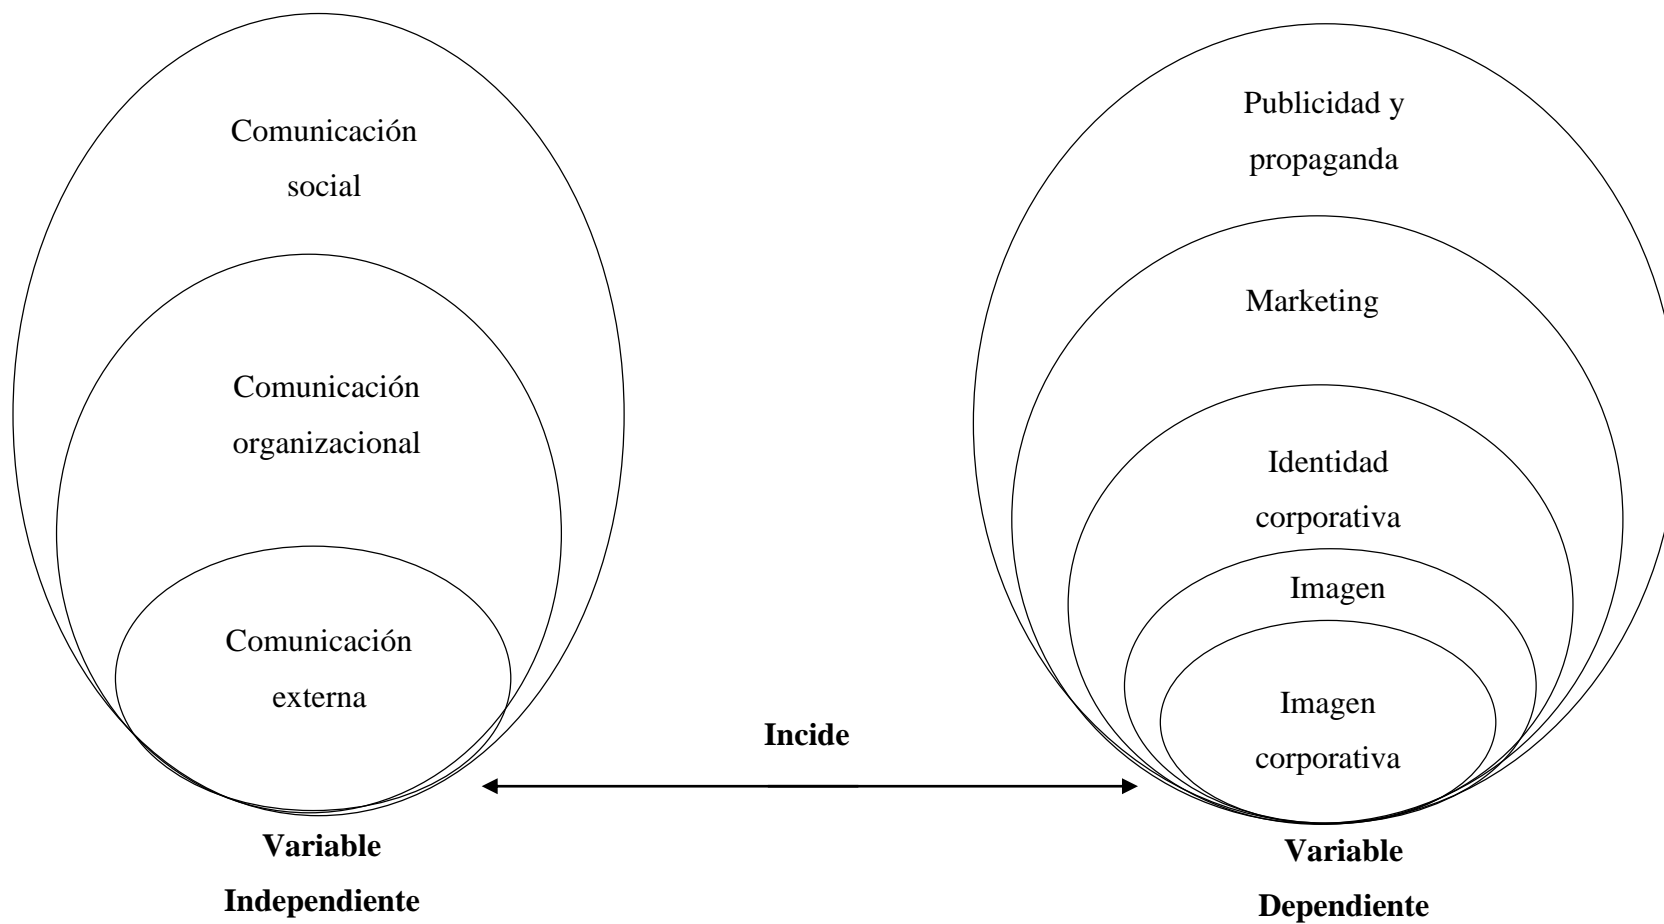 Comunicación
social
Comunicación
organizacional
Comunicación
externa
Variable
Independiente
Incide
Publicidad y
propaganda
Marketing
Identidad
corporativa
Imagen
Imagen
corporativa
Variable
Dependiente